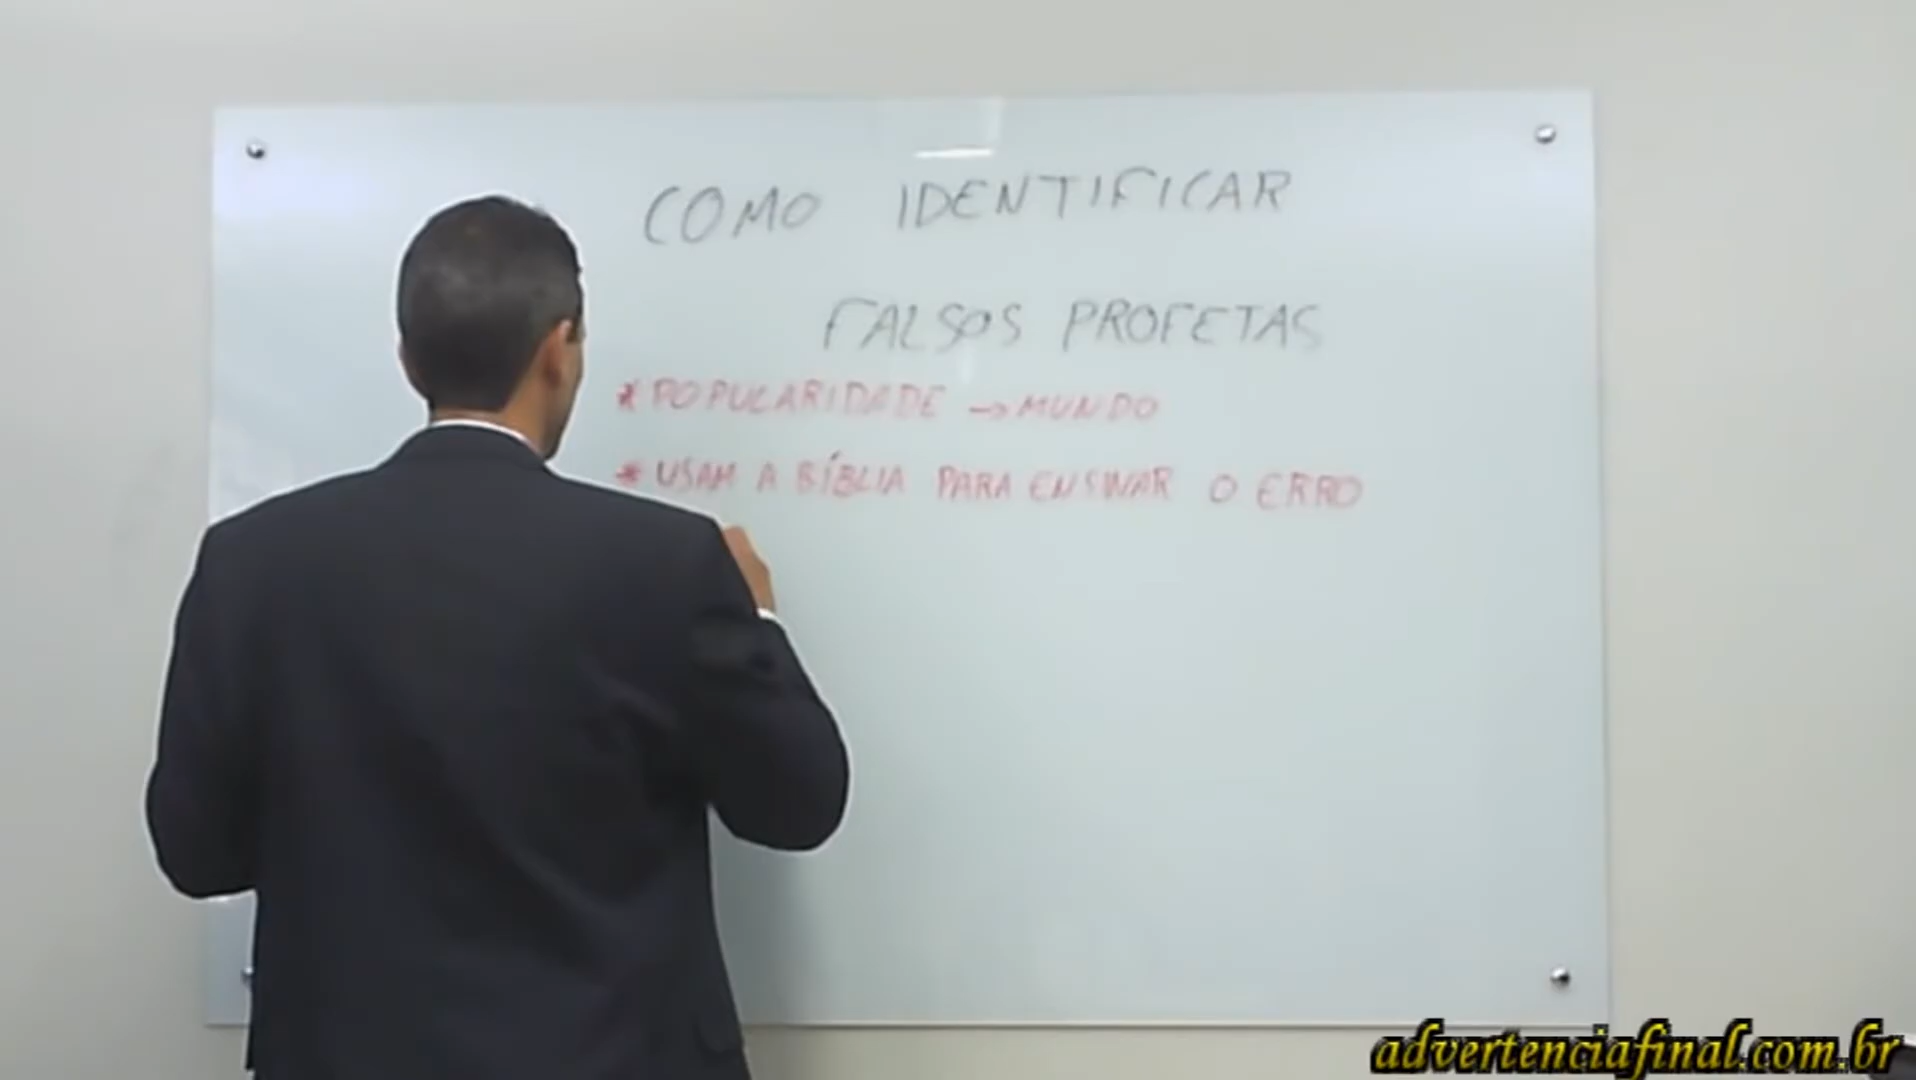 COMO IDENTIFICAR
FALSOS PROFETAS
* POPULARIDADE → MUNDO
* USAM A BÍBLIA PARA ENSINAR O ERRO
advertenciafinal.com.br